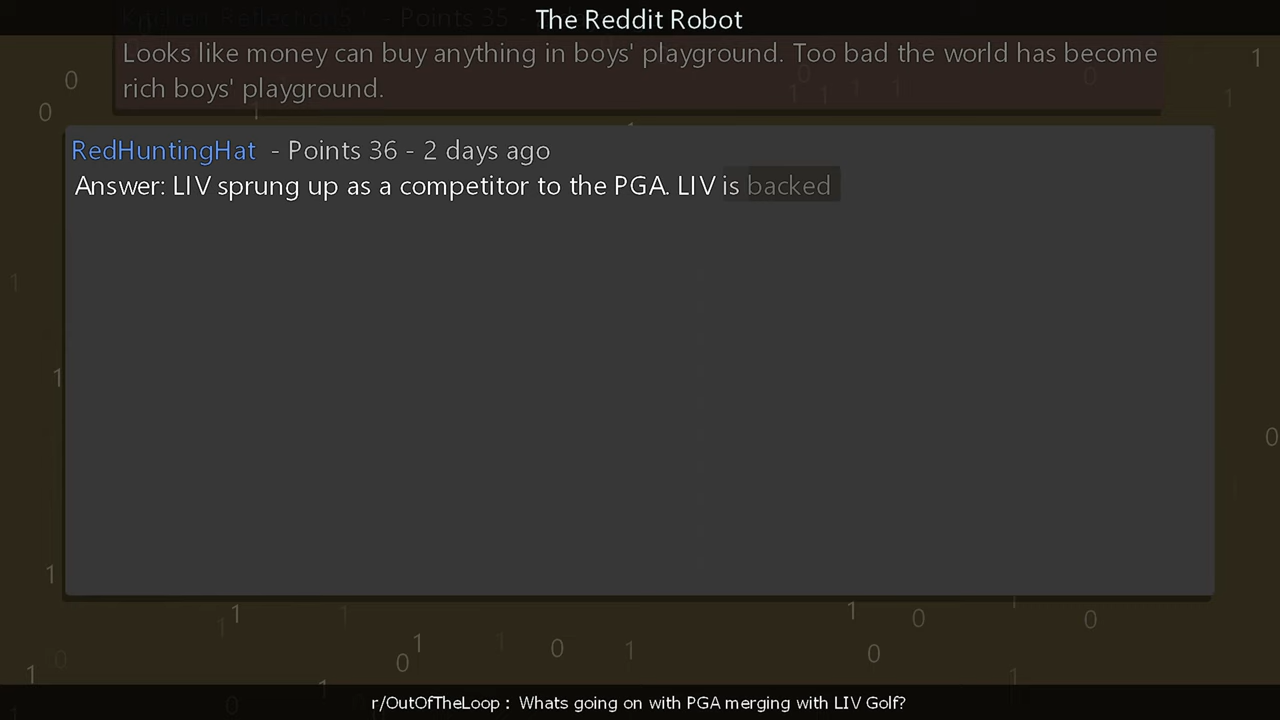 The Reddit Robot
- Points 35 -
Looks like money can buy anything in boys' playground. Too bad the world has become
rich boys' playground.
RedHuntingHat - Points 36 - 2 days ago
Answer: LIV sprung up as a competitor to the PGA. LIV is backed
r/OutOfTheLoop : Whats going on with PGA merging with LIV Golf?